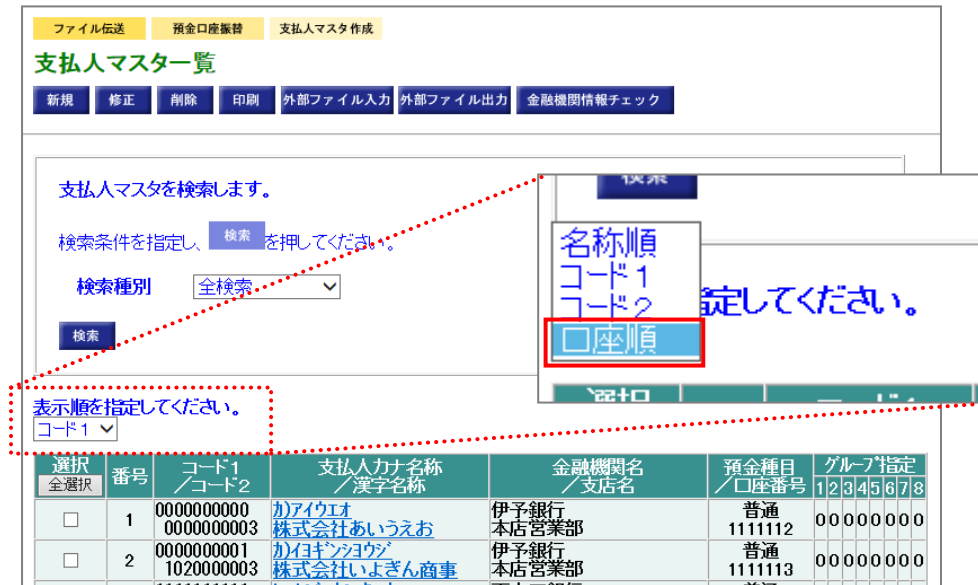 ファイル伝送 預金口座振替 支払人マスタ作成
支払人マスタ一覧
新規 修正 削除 印刷 外部ファイル入力 外部ファイル出力 金融機関情報チェック
支払人マスタを検索します。
検索条件を指定し、 検索 を押してください。
検索種別 全検索
検索
検索
名称順
コード1
コード2
口座順
指定してください。
選択
表示順を指定してください。
コード1
選択 番号 コード1 支払人カナ名称 金融機関名 預金種目 グループ指定
全選択 /コード2 /漢字名称 /支店名 /口座番号 1 2 3 4 5 6 7 8
1 0000000000 カ)アイウエオ 伊予銀行 普通 0 0 0 0 0 0 0 0
0000000003 株式会社あいうえお 本店営業部 1111112
2 0000000001 カ)イヨギンシヨウジ 伊予銀行 普通 0 0 0 0 0 0 0 0
1020000003 株式会社いよぎん商事 本店営業部 1111113